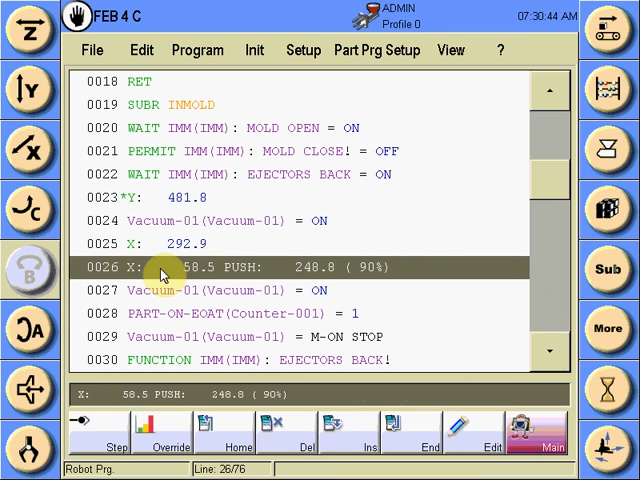 FEB 4 C
ADMIN
Profile 0
07:30:44 AM
File Edit Program Init Setup Part Prg Setup View ?
0018 RET
0019 SUBR INMOLD
0020 WAIT IMM(IMM): MOLD OPEN = ON
0021 PERMIT IMM(IMM): MOLD CLOSE! = OFF
0022 WAIT IMM(IMM): EJECTORS BACK = ON
0023*Y: 481.8
0024 Vacuum-01(Vacuum-01) = ON
0025 X: 292.9
0026 X: 58.5 PUSH: 248.8 ( 90%)
0027 Vacuum-01(Vacuum-01) = ON
0028 PART-ON-EOAT(Counter-001) = 1
0029 Vacuum-01(Vacuum-01) = M-ON STOP
0030 FUNCTION IMM(IMM): EJECTORS BACK!
X: 58.5 PUSH: 248.8 ( 90%)
Step Override Home Del Ins End Edit Main
Robot Prg. Line: 26/76
Z
Y
X
C
B
CA
Sub
More